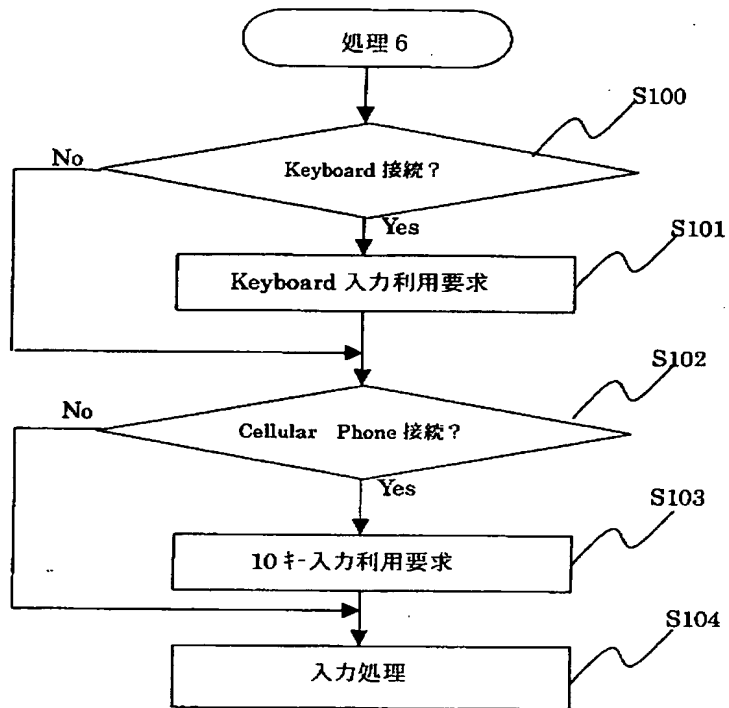 処理6
S100
No
Keyboard 接続？
Yes
S101
Keyboard 入力利用要求
S102
No
Cellular Phone 接続？
Yes
S103
10ｷｰ入力利用要求
S104
入力処理